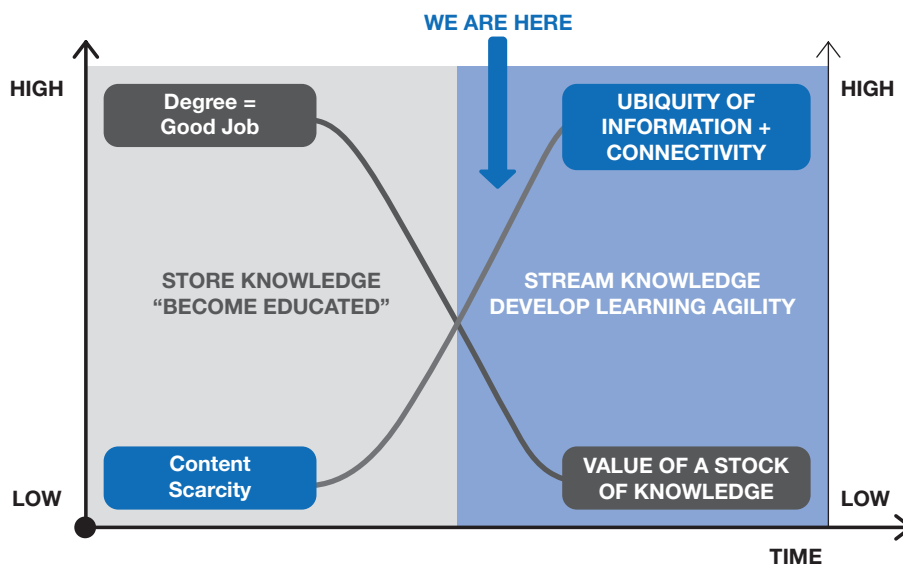 WE ARE HERE
HIGH
HIGH
Degree =
Good Job
UBIQUITY OF
INFORMATION +
CONNECTIVITY
STORE KNOWLEDGE
“BECOME EDUCATED”
STREAM KNOWLEDGE
DEVELOP LEARNING AGILITY
Content
Scarcity
VALUE OF A STOCK
OF KNOWLEDGE
LOW
LOW
TIME